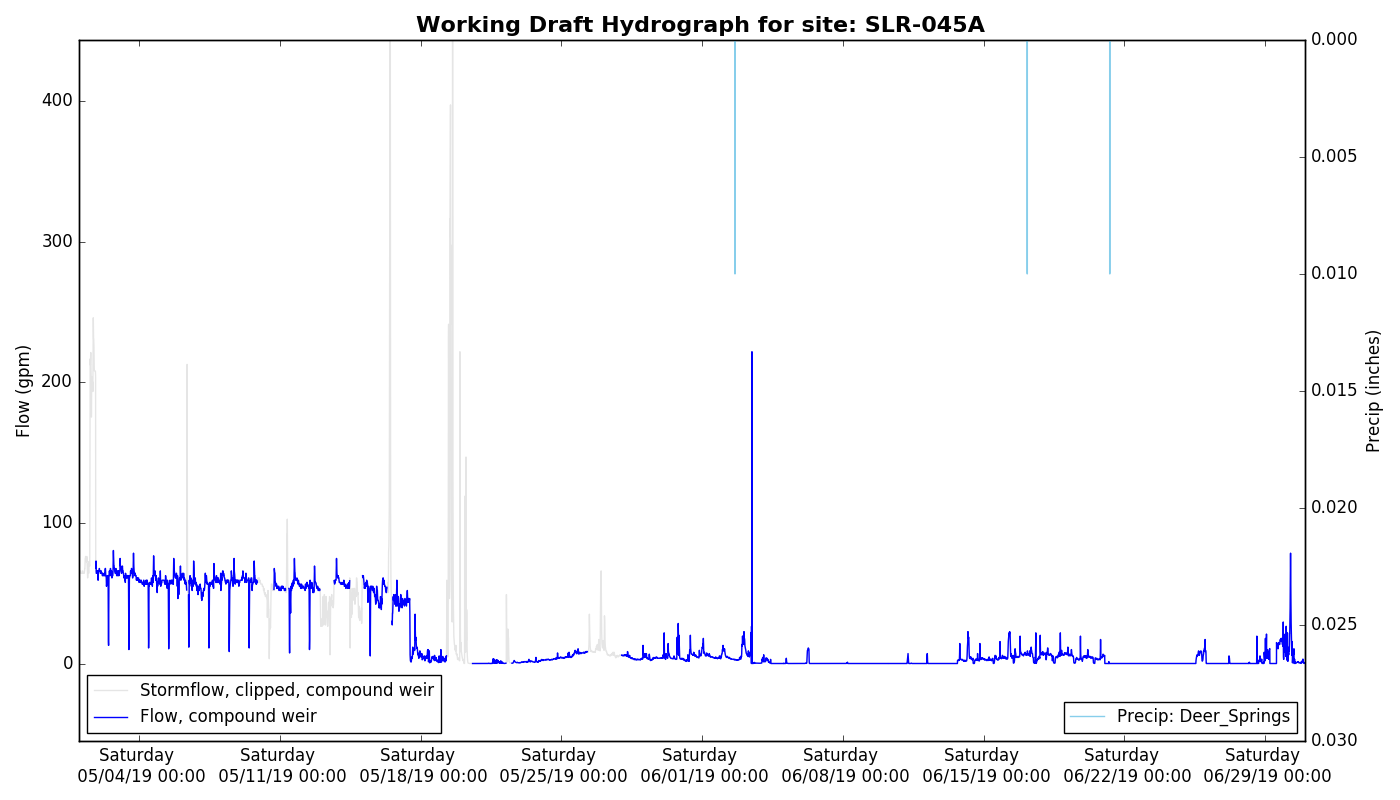 Working Draft Hydrograph for site: SLR-045A
400
300
200
100
0
Flow (gpm)
0.000
0.005
0.010
0.015
0.020
0.025
0.030
Precip (inches)
Stormflow, clipped, compound weir
Flow, compound weir
Precip: Deer_Springs
Saturday
05/04/19 00:00
Saturday
05/11/19 00:00
Saturday
05/18/19 00:00
Saturday
05/25/19 00:00
Saturday
06/01/19 00:00
Saturday
06/08/19 00:00
Saturday
06/15/19 00:00
Saturday
06/22/19 00:00
Saturday
06/29/19 00:00